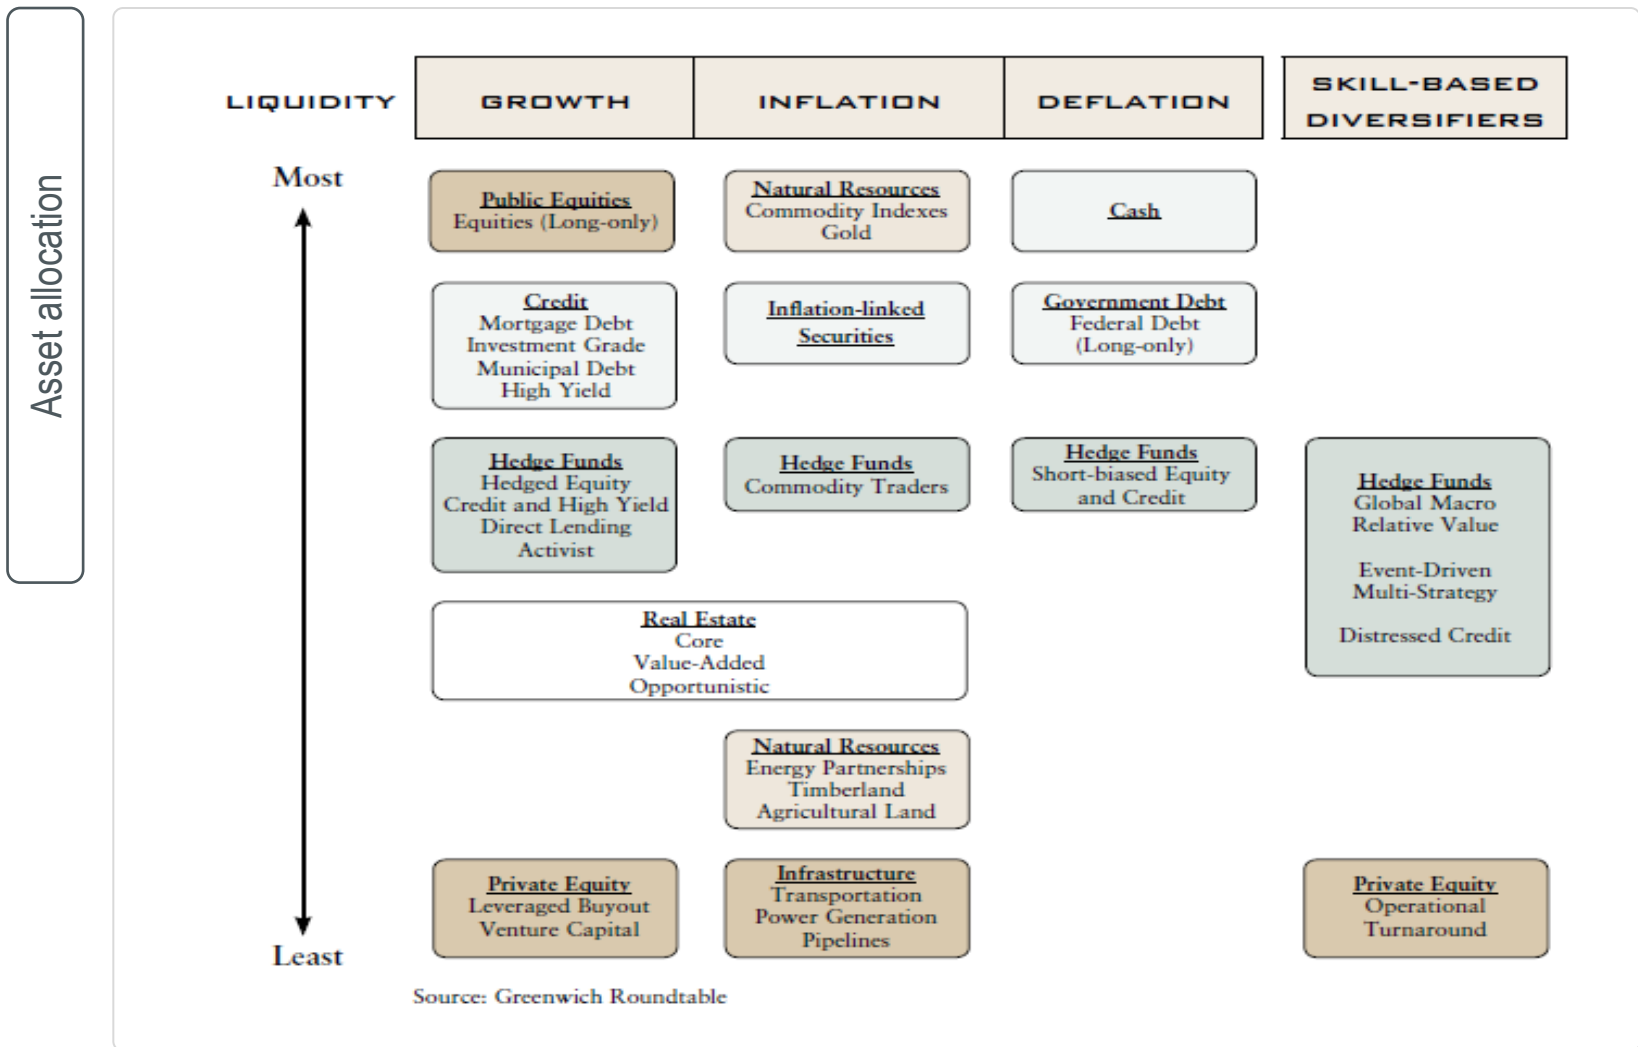 Asset allocation
LIQUIDITY
GROWTH
INFLATION
DEFLATION
SKILL-BASED
DIVERSIFIERS
Most
Public Equities
Equities (Long-only)
Natural Resources
Commodity Indexes
Gold
Cash
Credit
Mortgage Debt
Investment Grade
Municipal Debt
High Yield
Inflation-linked
Securities
Government Debt
Federal Debt
(Long-only)
Hedge Funds
Hedged Equity
Credit and High Yield
Direct Lending
Activist
Hedge Funds
Commodity Traders
Hedge Funds
Short-biased Equity
and Credit
Hedge Funds
Global Macro
Relative Value
Event-Driven
Multi-Strategy
Distressed Credit
Real Estate
Core
Value-Added
Opportunistic
Natural Resources
Energy Partnerships
Timberland
Agricultural Land
Private Equity
Leveraged Buyout
Venture Capital
Infrastructure
Transportation
Power Generation
Pipelines
Private Equity
Operational
Turnaround
Least
Source: Greenwich Roundtable